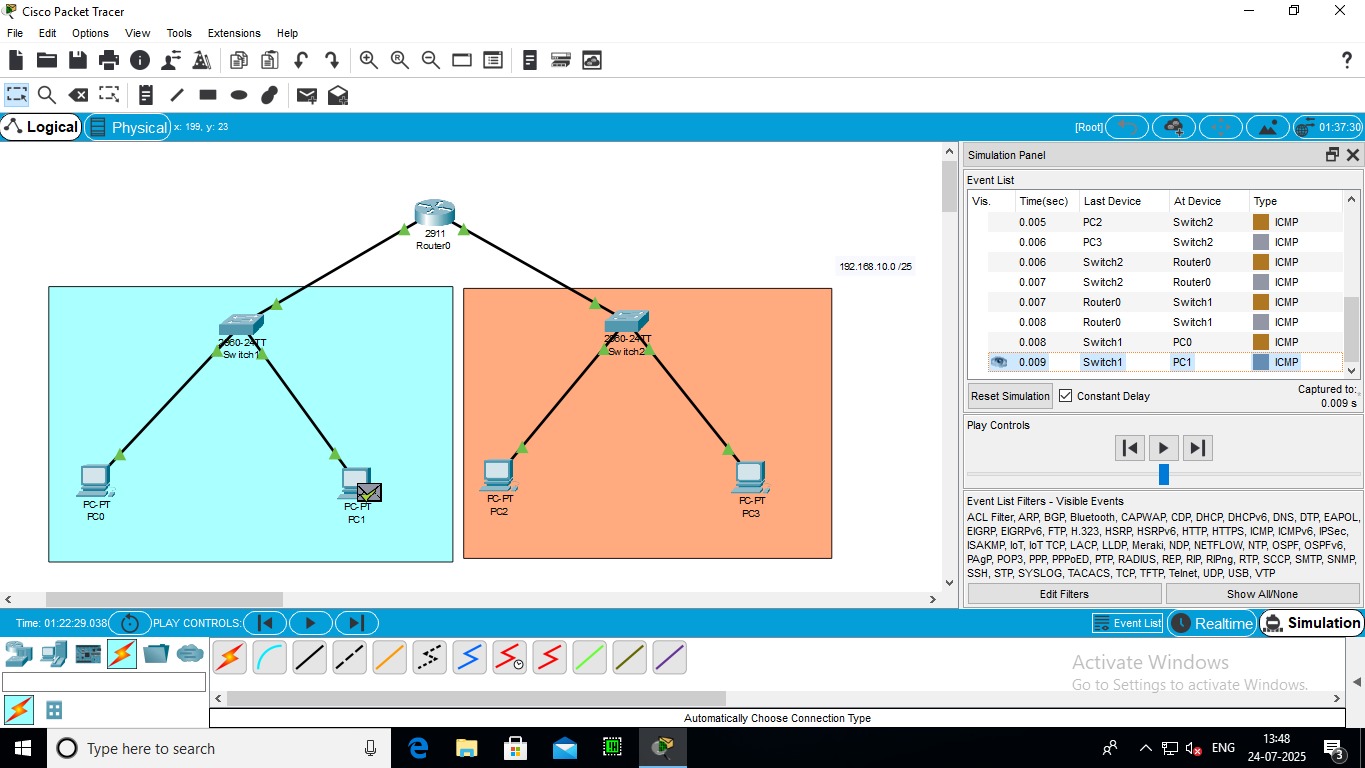 Cisco Packet Tracer
File Edit Options View Tools Extensions Help
Logical Physical x: 199, y: 23 [Root] 01:37:30
2911
Router0
192.168.10.0 /25
2960-24TT
Switch1
2960-24TT
Switch2
PC-PT
PC0
PC-PT
PC1
PC-PT
PC2
PC-PT
PC3
Simulation Panel
Event List
Vis. Time(sec) Last Device At Device Type
0.005 PC2 Switch2 ICMP
0.006 PC3 Switch2 ICMP
0.006 Switch2 Router0 ICMP
0.007 Switch2 Router0 ICMP
0.007 Router0 Switch1 ICMP
0.008 Router0 Switch1 ICMP
0.008 Switch1 PC0 ICMP
0.009 Switch1 PC1 ICMP
Reset Simulation Constant Delay Captured to:
0.009 s
Play Controls
Event List Filters - Visible Events
ACL Filter, ARP, BGP, Bluetooth, CAPWAP, CDP, DHCP, DHCPv6, DNS, DTP, EAPOL,
EIGRP, EIGRPv6, FTP, H.323, HSRP, HSRPv6, HTTP, HTTPS, ICMP, ICMPv6, IPSec,
ISAKMP, IoT, IoT TCP, LACP, LLDP, Meraki, NDP, NETFLOW, NTP, OSPF, OSPFv6,
PAgP, POP3, PPP, PPPoED, PTP, RADIUS, REP, RIP, RIPng, RTP, SCCP, SMTP, SNMP,
SSH, STP, SYSLOG, TACACS, TCP, TFTP, Telnet, UDP, USB, VTP
Edit Filters Show All/None
Time: 01:22:29.038 PLAY CONTROLS: Event List Realtime Simulation
Activate Windows
Go to Settings to activate Windows.
Automatically Choose Connection Type
Type here to search
ENG
13:48
24-07-2025
3